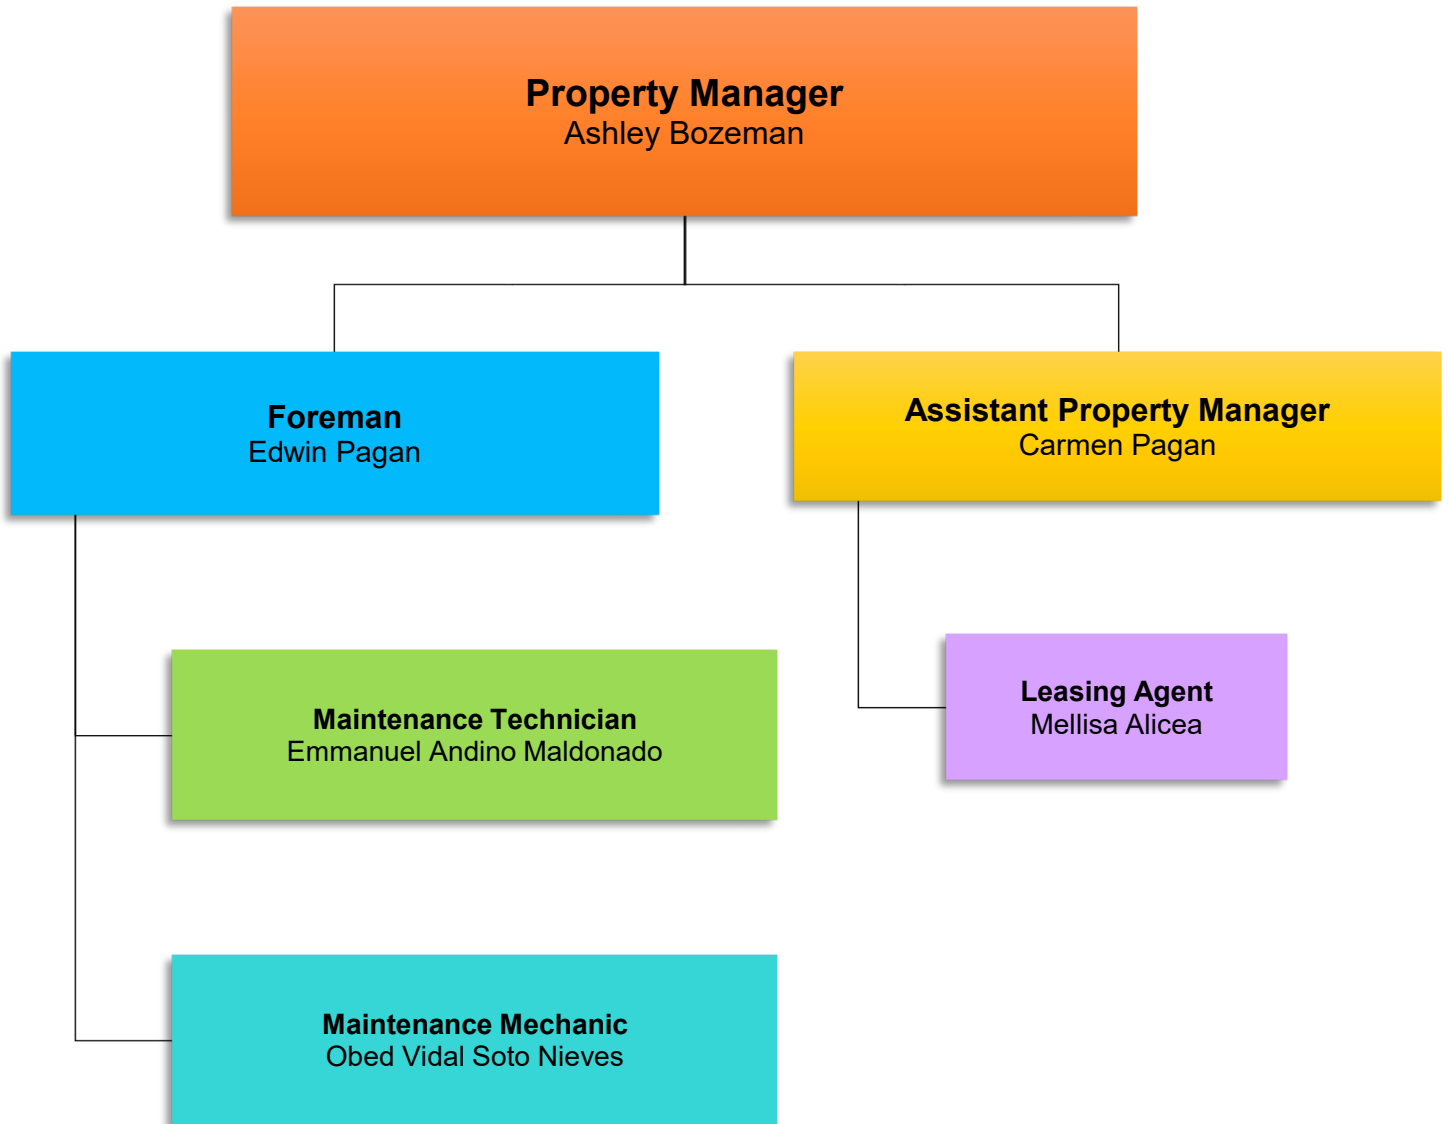 Property Manager
Ashley Bozeman
Foreman
Edwin Pagan
Assistant Property Manager
Carmen Pagan
Maintenance Technician
Emmanuel Andino Maldonado
Leasing Agent
Mellisa Alicea
Maintenance Mechanic
Obed Vidal Soto Nieves